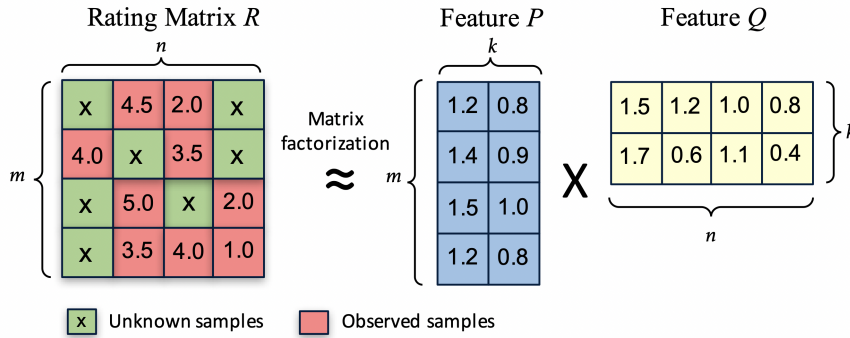 Rating Matrix R
Feature P
Feature Q
n
k
m
x 4.5 2.0 x
4.0 x 3.5 x
x 5.0 x 2.0
x 3.5 4.0 1.0
Matrix
factorization
≈
m
1.2 0.8
1.4 0.9
1.5 1.0
1.2 0.8
X
1.5 1.2 1.0 0.8
1.7 0.6 1.1 0.4
n
x Unknown samples
Observed samples